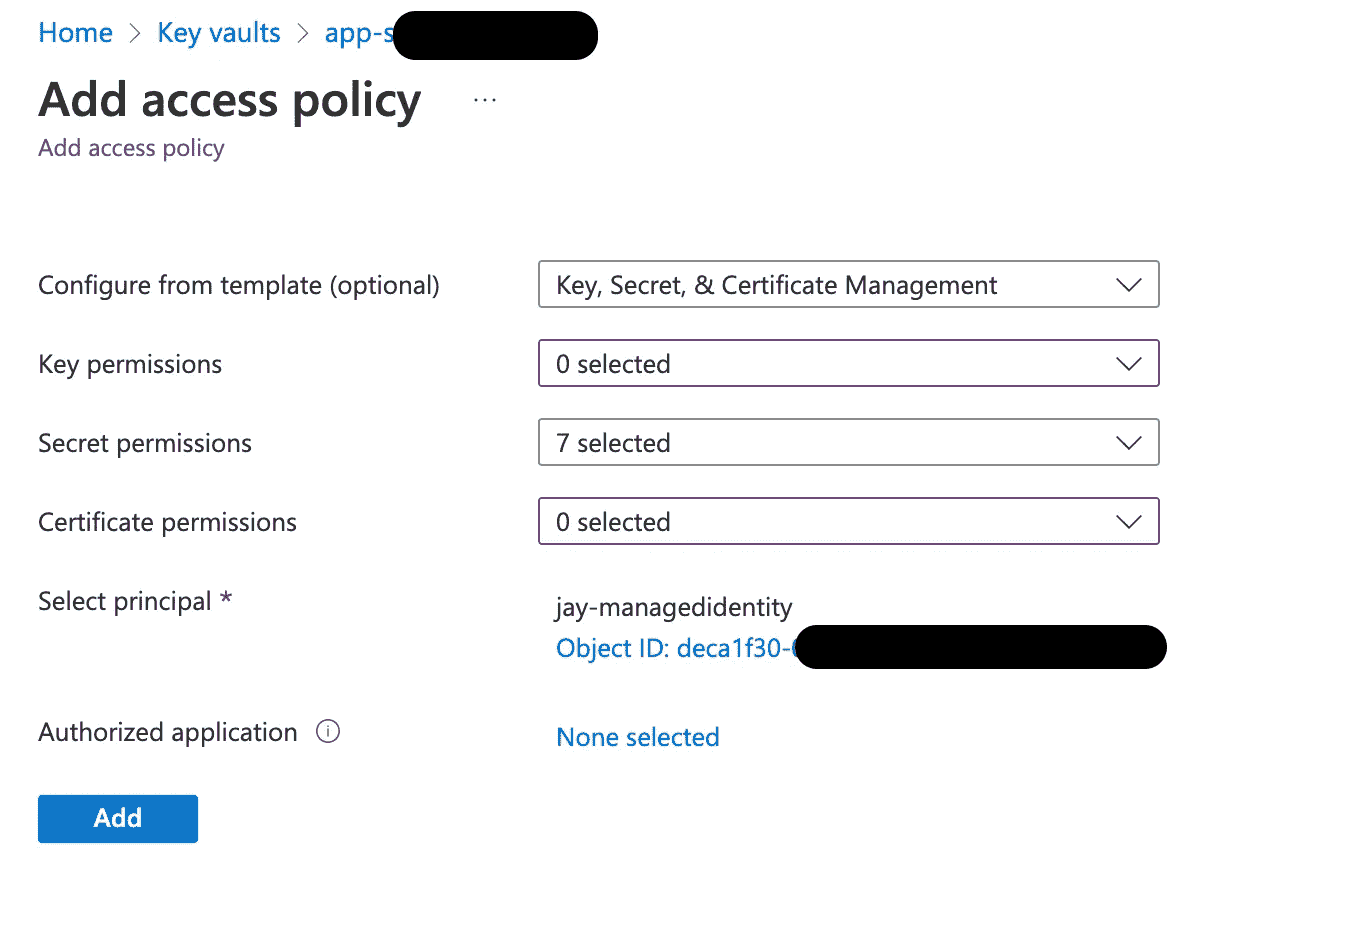 Home > Key vaults > app-s
Add access policy ...
Add access policy
Configure from template (optional) Key, Secret, & Certificate Management
Key permissions 0 selected
Secret permissions 7 selected
Certificate permissions 0 selected
Select principal * jay-managedidentity
Object ID: deca1f30-
Authorized application None selected
Add